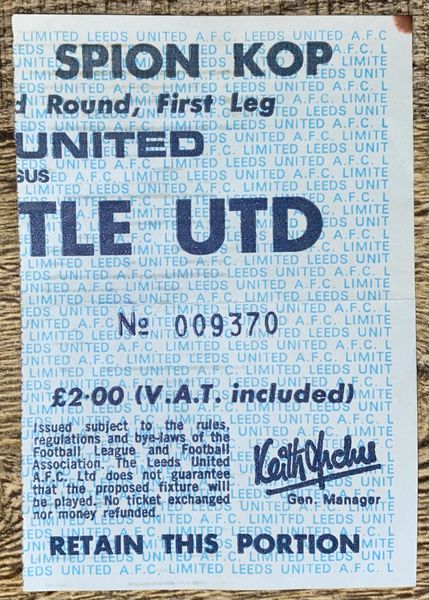 SPION KOP
d Round, First Leg
UNITED
SUS
TLE UTD
No 009370
£2·00 (V.A.T. included)
Issued subject to the rules,
regulations and bye-laws of the
Football League and Football
Association. The Leeds United
A.F.C. Ltd does not guarantee
that the proposed fixture will
be played. No ticket exchanged
nor money refunded.
Keith Archer
Gen. Manager
RETAIN THIS PORTION